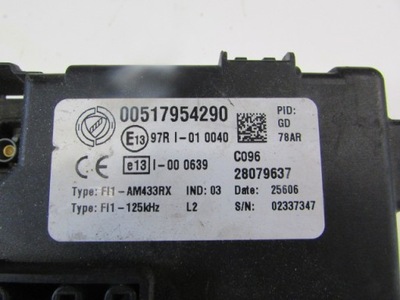 00517954290
PID:
GD
78AR
E13 97R I-01 0040
CE e13 I-00 0639
C096
28079637
Type: FI1-AM433RX IND: 03 Date: 25606
Type: FI1-125kHz L2 S/N: 02337347